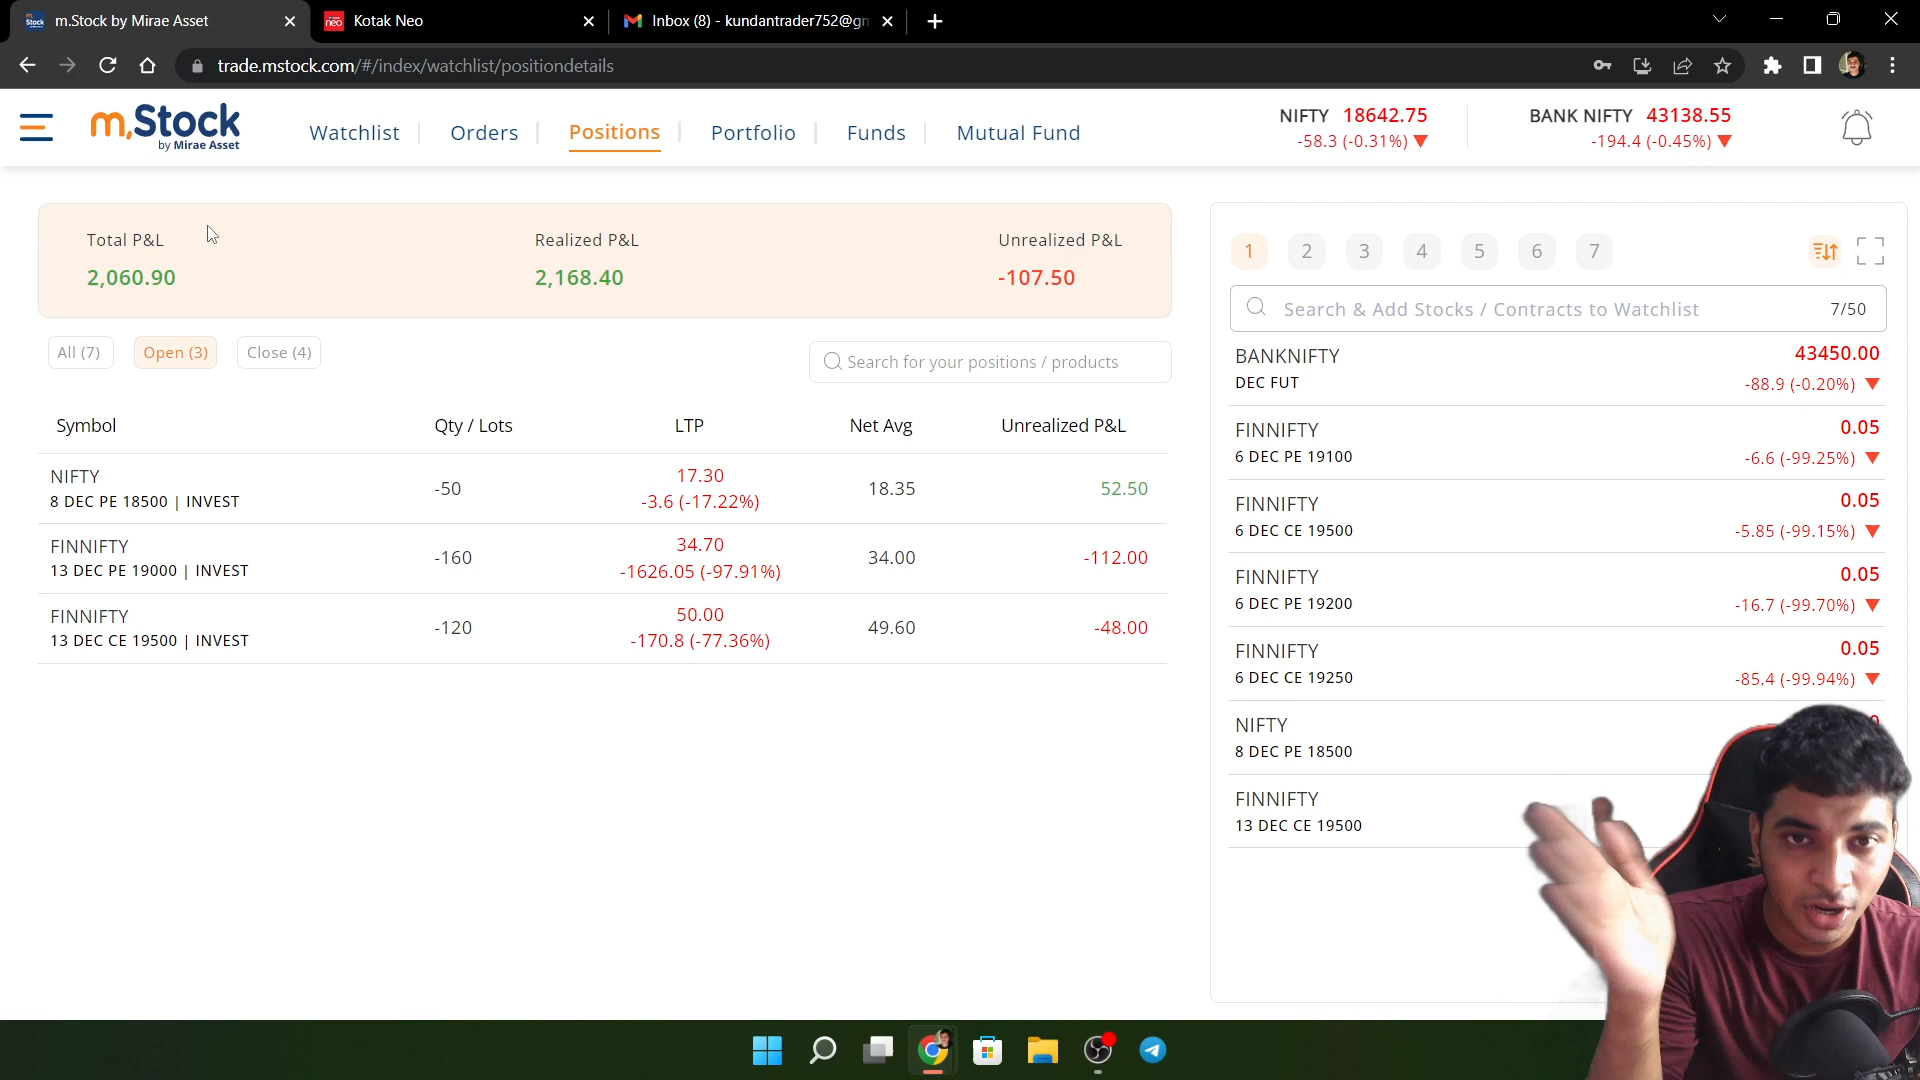 m.Stock by Mirae Asset
Kotak Neo
Inbox (8) - kundantrader752@gm
trade.mstock.com/#/index/watchlist/positiondetails
m.Stock
by Mirae Asset
Watchlist
Orders
Positions
Portfolio
Funds
Mutual Fund
NIFTY 18642.75
-58.3 (-0.31%)
BANK NIFTY 43138.55
-194.4 (-0.45%)
Total P&L
2,060.90
Realized P&L
2,168.40
Unrealized P&L
-107.50
All (7)
Open (3)
Close (4)
Search for your positions / products
Symbol Qty / Lots LTP Net Avg Unrealized P&L
NIFTY
8 DEC PE 18500 | INVEST
-50
17.30
-3.6 (-17.22%)
18.35
52.50
FINNIFTY
13 DEC PE 19000 | INVEST
-160
34.70
-1626.05 (-97.91%)
34.00
-112.00
FINNIFTY
13 DEC CE 19500 | INVEST
-120
50.00
-170.8 (-77.36%)
49.60
-48.00
1 2 3 4 5 6 7
Search & Add Stocks / Contracts to Watchlist 7/50
BANKNIFTY 43450.00
DEC FUT -88.9 (-0.20%)
FINNIFTY 0.05
6 DEC PE 19100 -6.6 (-99.25%)
FINNIFTY 0.05
6 DEC CE 19500 -5.85 (-99.15%)
FINNIFTY 0.05
6 DEC PE 19200 -16.7 (-99.70%)
FINNIFTY 0.05
6 DEC CE 19250 -85.4 (-99.94%)
NIFTY
8 DEC PE 18500
FINNIFTY
13 DEC CE 19500